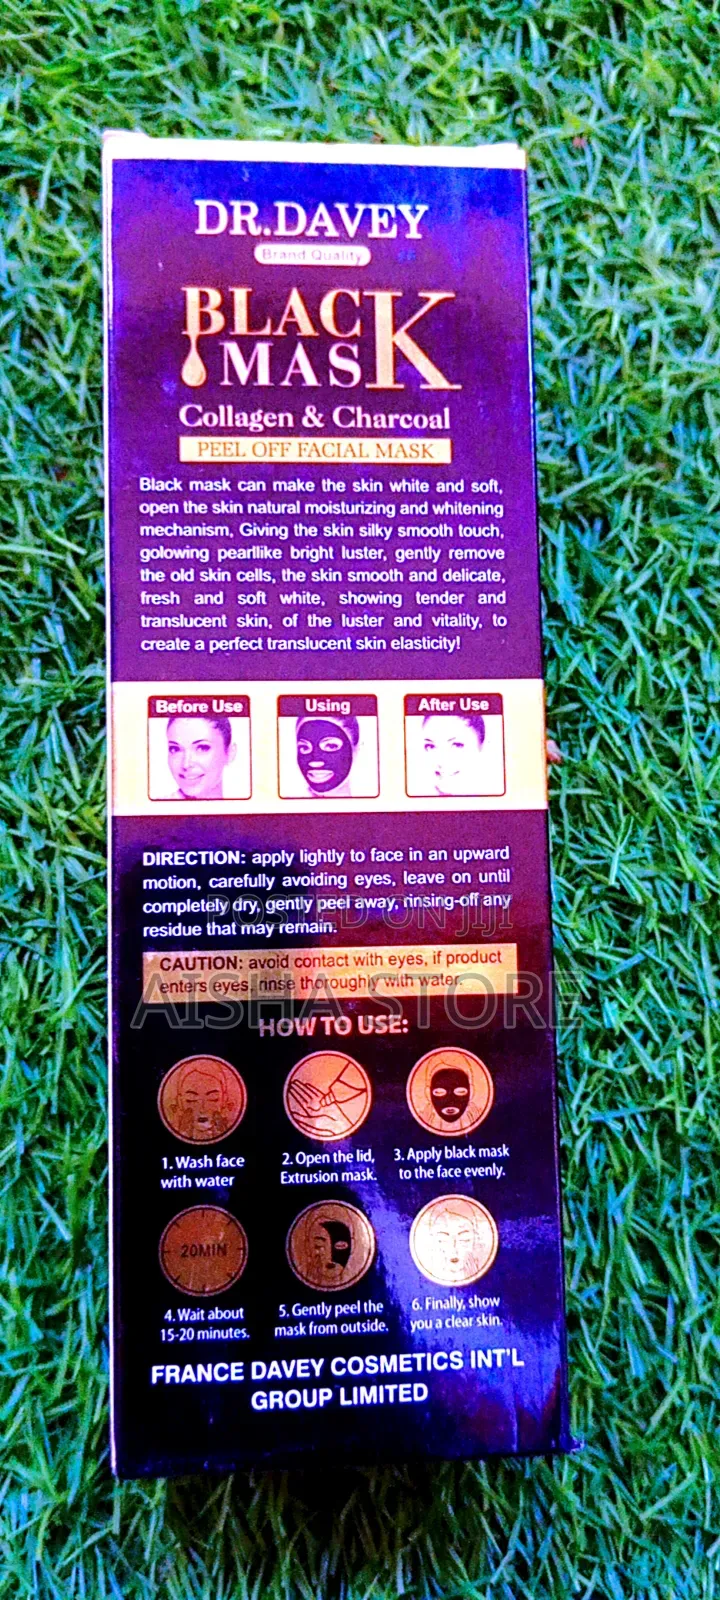 DR.DAVEY
Brand Quality
BLACK
MASK
Collagen & Charcoal
PEEL OFF FACIAL MASK
Black mask can make the skin white and soft,
open the skin natural moisturizing and whitening
mechanism, Giving the skin silky smooth touch,
golowing pearllike bright luster, gently remove
the old skin cells, the skin smooth and delicate,
fresh and soft white, showing tender and
translucent skin, of the luster and vitality, to
create a perfect translucent skin elasticity!
Before Use
Using
After Use
DIRECTION: apply lightly to face in an upward
motion, carefully avoiding eyes, leave on until
completely dry, gently peel away, rinsing-off any
residue that may remain.
POSTED ON JIJI
CAUTION: avoid contact with eyes, if product
enters eyes, rinse thoroughly with water.
AISHA STORE
HOW TO USE:
1. Wash face
with water
2. Open the lid,
Extrusion mask.
3. Apply black mask
to the face evenly.
20MIN
4. Wait about
15-20 minutes.
5. Gently peel the
mask from outside.
6. Finally, show
you a clear skin.
FRANCE DAVEY COSMETICS INT'L
GROUP LIMITED